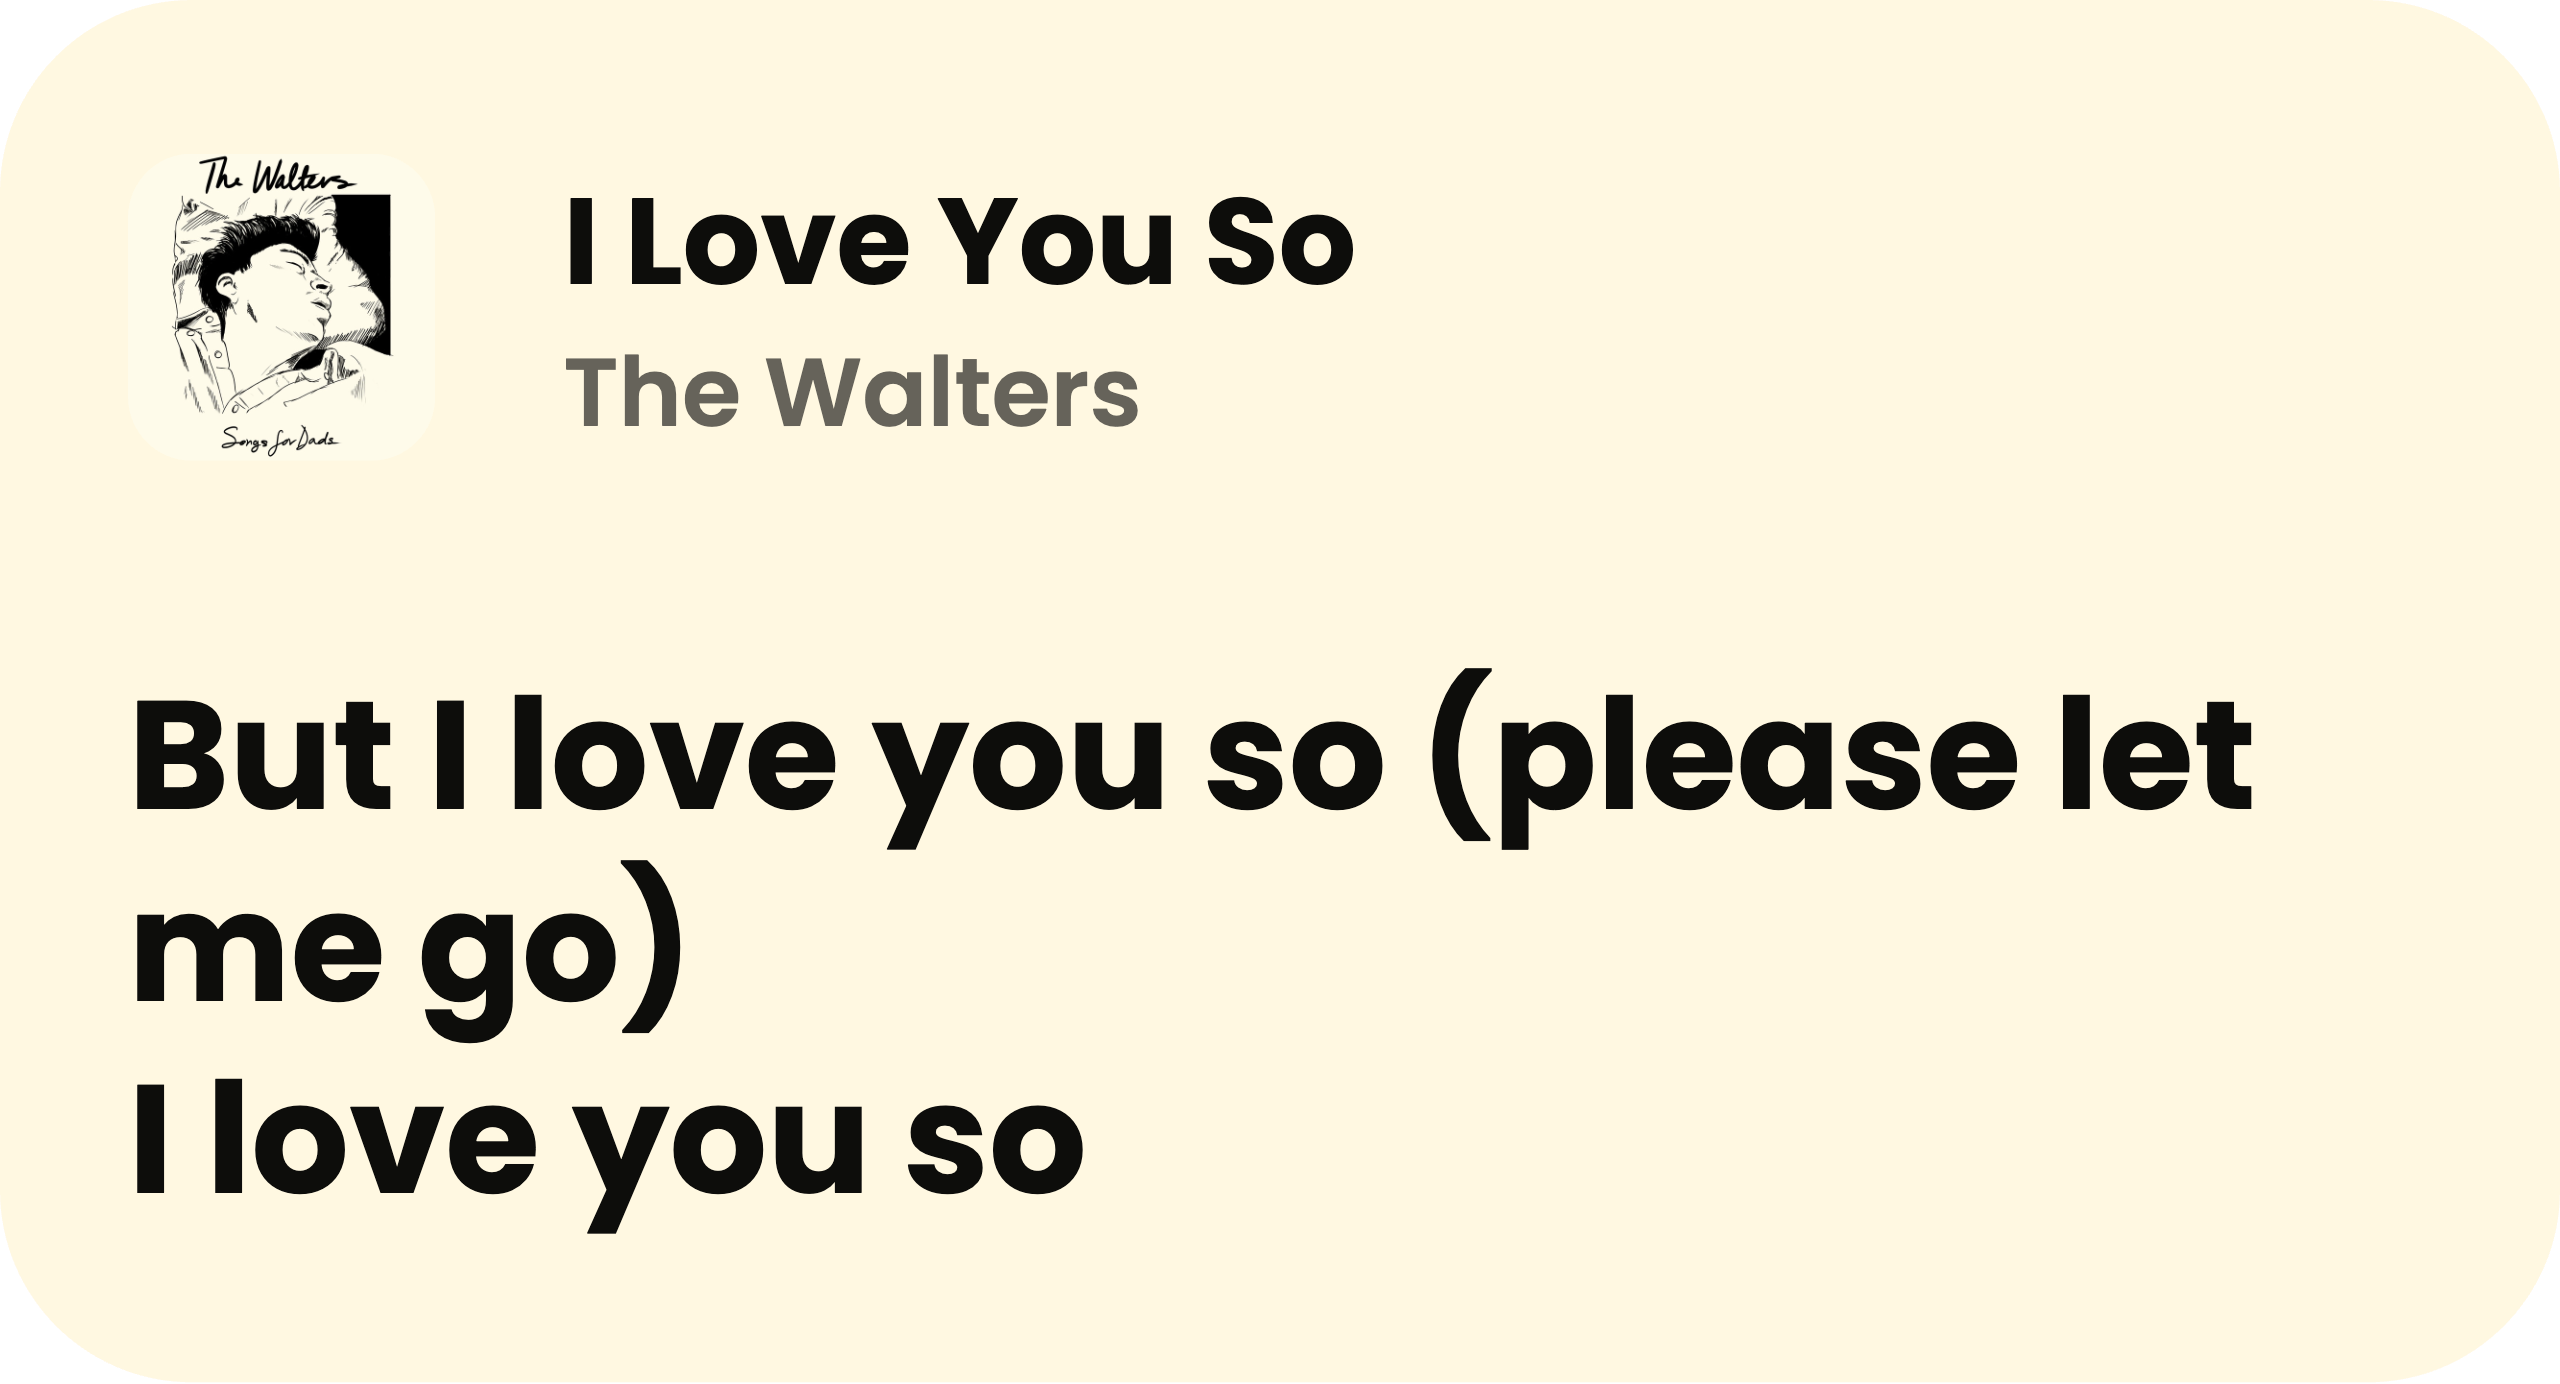 The Walters
Songs for Dads
I Love You So
The Walters
But I love you so (please let
me go)
I love you so